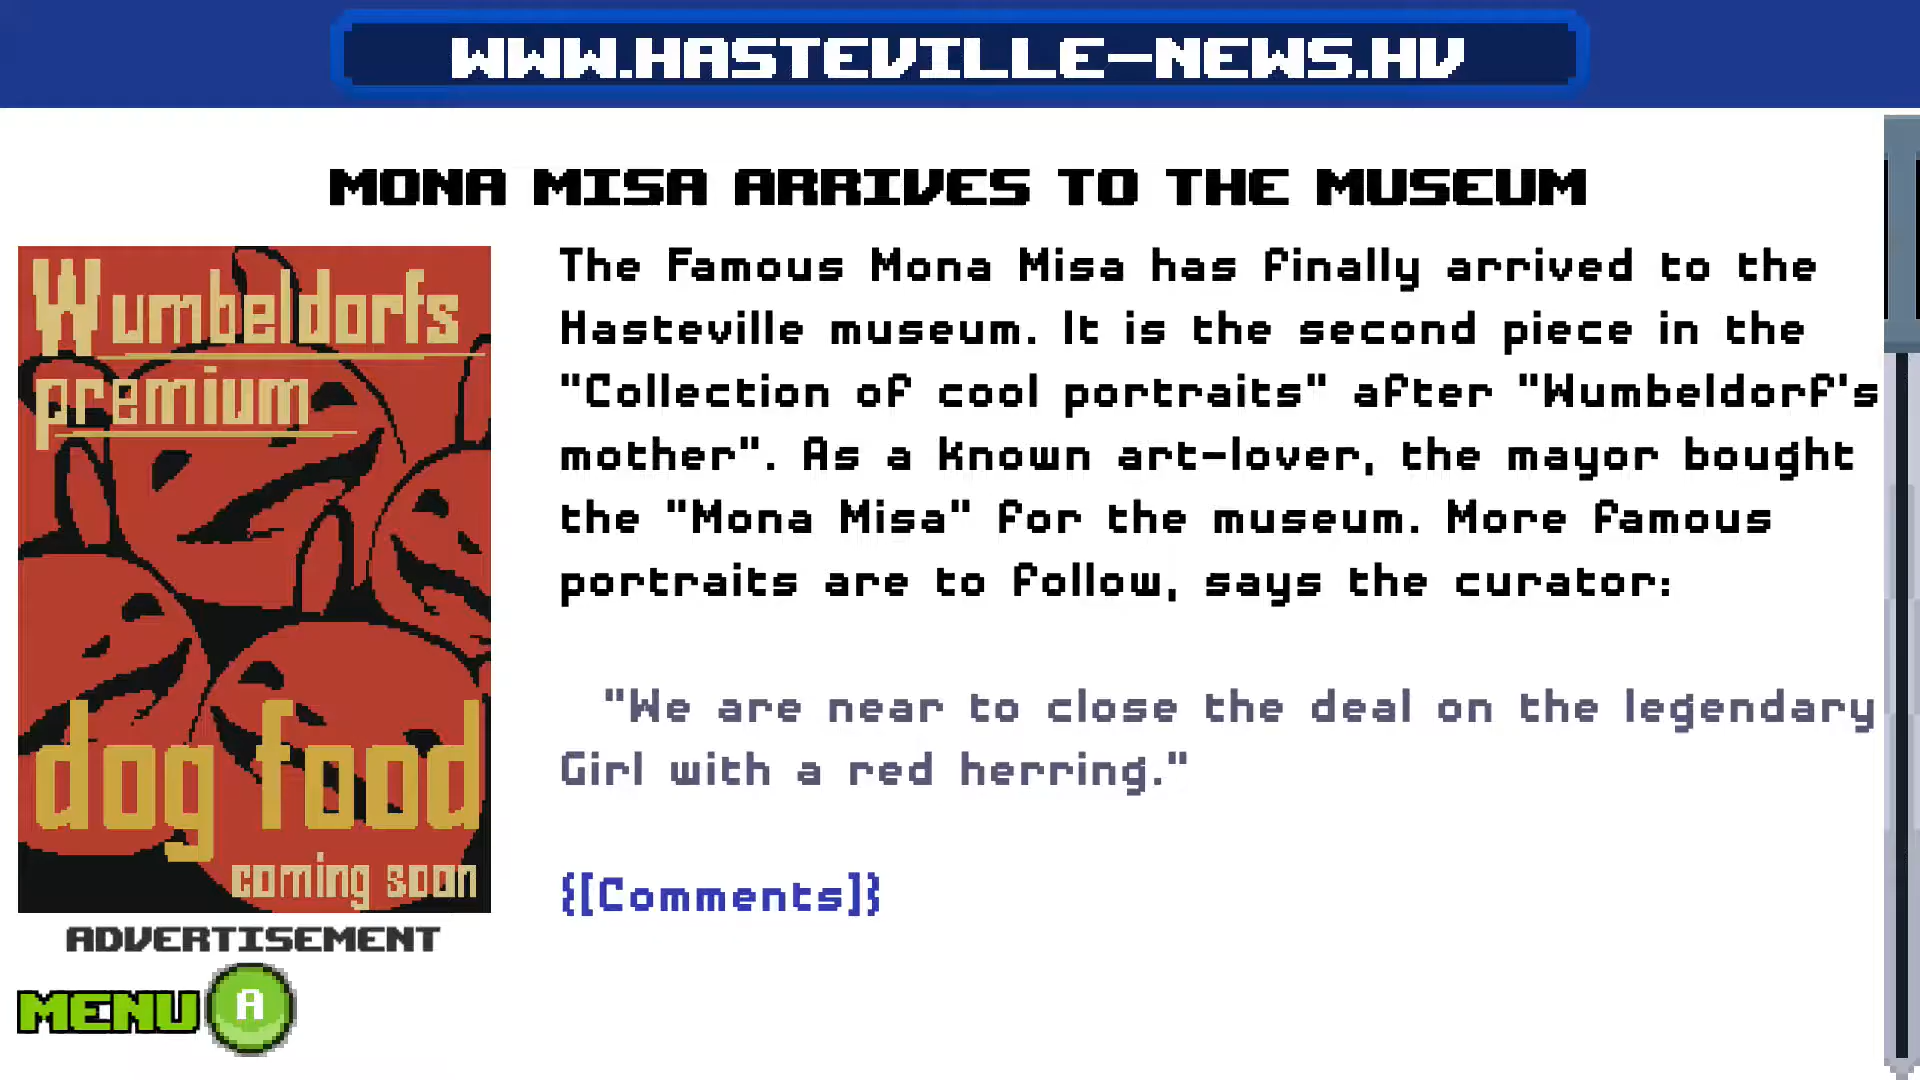 WWW.HASTEVILLE-NEWS.HV
MONA MISA ARRIVES TO THE MUSEUM
Wumbeldorfs
premium
dog food
coming soon
ADVERTISEMENT
MENU A
The Famous Mona Misa has finally arrived to the
Hasteville museum. It is the second piece in the
"Collection of cool portraits" after "Wumbeldorf's
mother". As a known art-lover, the mayor bought
the "Mona Misa" for the museum. More famous
portraits are to follow, says the curator:
"We are near to close the deal on the legendary
Girl with a red herring."
{[Comments]}